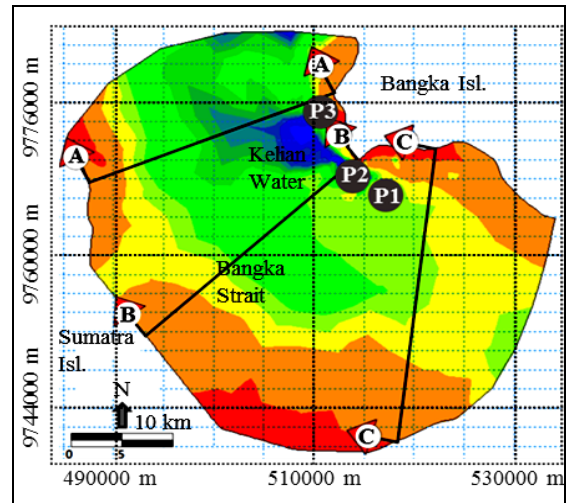 A
Bangka Isl.
9776000 m
P3
B
C
A
Kelian
Water
P2
P1
9760000 m
Bangka
Strait
B
Sumatra
Isl.
N
10 km
9744000 m
C
0 5
490000 m 510000 m 530000 m